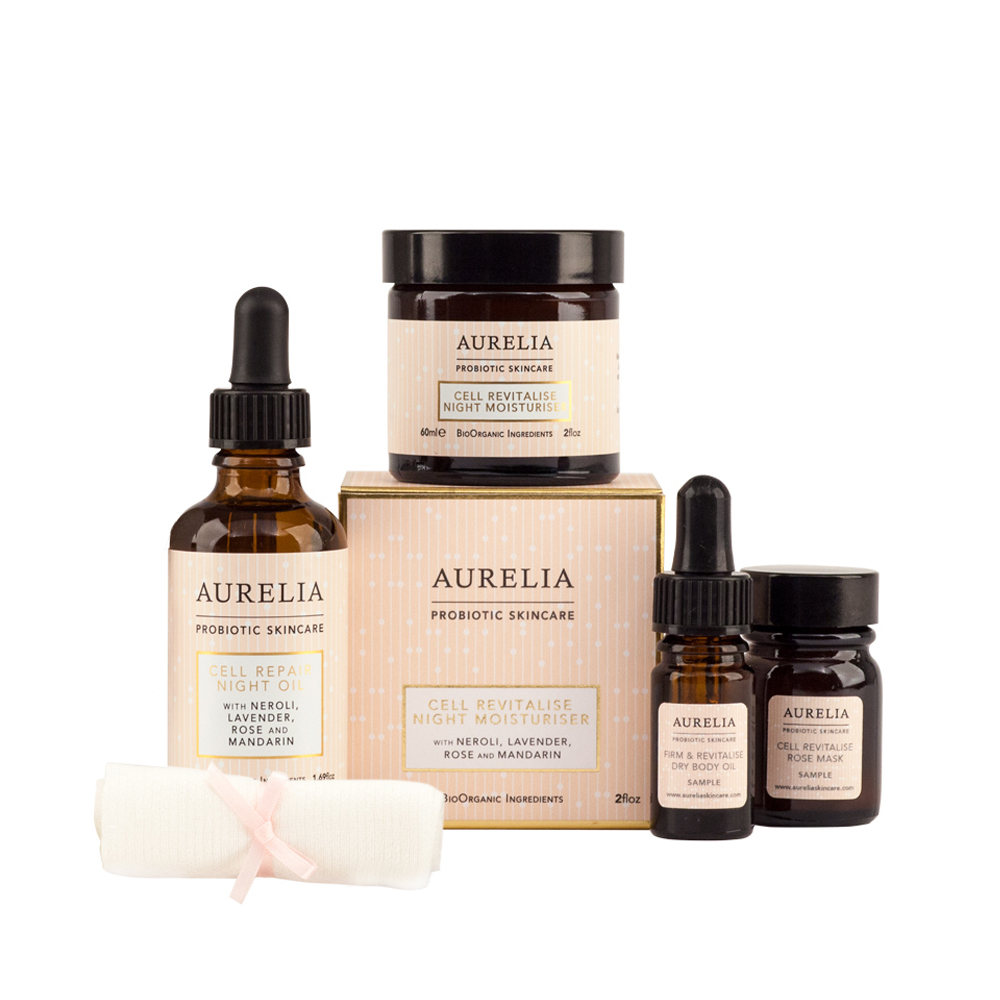 AURELIA
PROBIOTIC SKINCARE
CELL REVITALISE
NIGHT MOISTURISER
60ml℮ BIOORGANIC INGREDIENTS 2floz
AURELIA
PROBIOTIC SKINCARE
CELL REPAIR
NIGHT OIL
WITH NEROLI,
LAVENDER,
ROSE AND
MANDARIN
1.69floz
AURELIA
PROBIOTIC SKINCARE
CELL REVITALISE
NIGHT MOISTURISER
WITH NEROLI, LAVENDER,
ROSE AND MANDARIN
BIOORGANIC INGREDIENTS 2floz
AURELIA
PROBIOTIC SKINCARE
FIRM & REVITALISE
DRY BODY OIL
SAMPLE
www.aureliaskincare.com
AURELIA
PROBIOTIC SKINCARE
CELL REVITALISE
ROSE MASK
SAMPLE
www.aureliaskincare.com